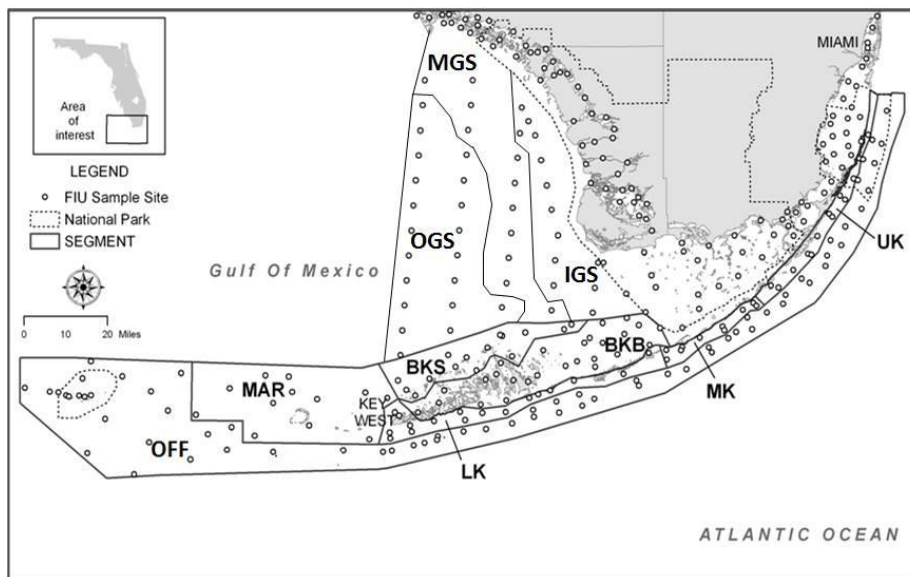 MGS
MIAMI
Area
of
interest
LEGEND
FIU Sample Site
National Park
SEGMENT
OGS
UK
Gulf Of Mexico
IGS
0 10 20
Miles
BKB
BKS
MAR
MK
KEY
WEST
OFF
LK
ATLANTIC OCEAN